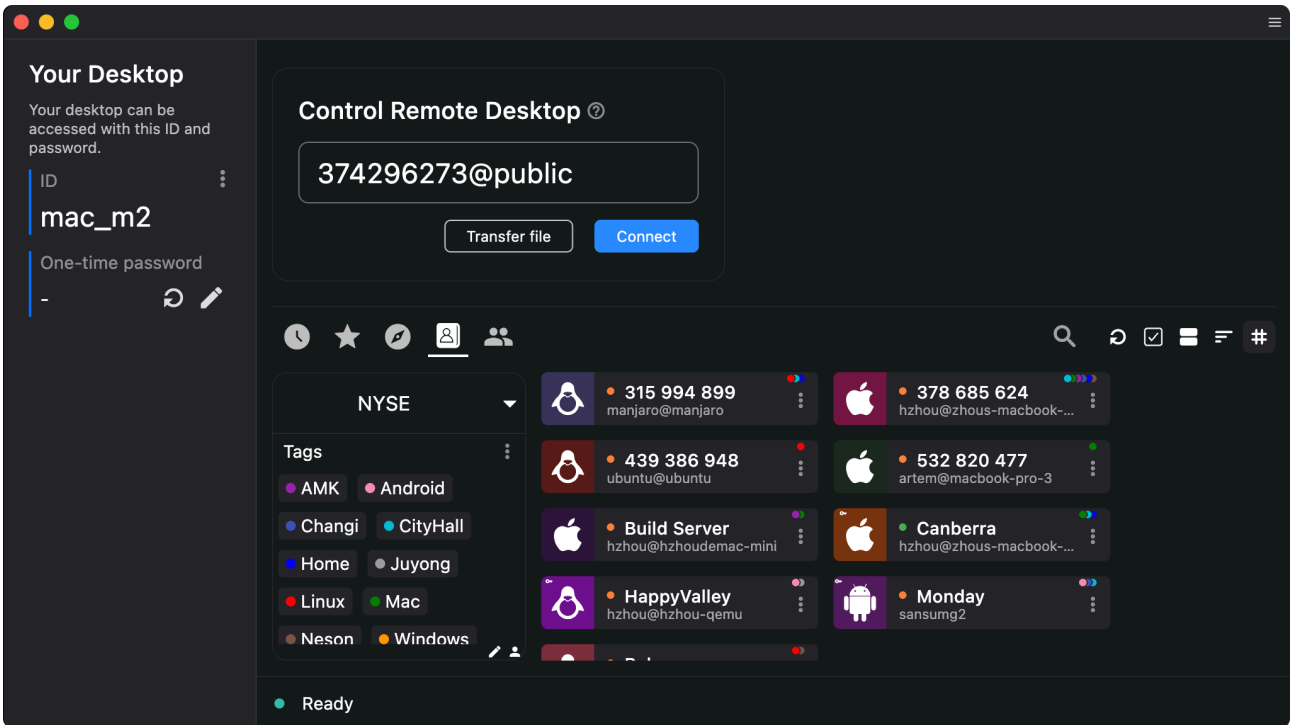 Your Desktop
Your desktop can be
accessed with this ID and
password.
ID
mac_m2
One-time password
-
Control Remote Desktop
374296273@public
Transfer file
Connect
NYSE
Tags
AMK
Android
Changi
CityHall
Home
Juyong
Linux
Mac
Neson
Windows
315 994 899
manjaro@manjaro
378 685 624
hzhou@zhous-macbook-...
439 386 948
ubuntu@ubuntu
532 820 477
artem@macbook-pro-3
Build Server
hzhou@hzhoudemac-mini
Canberra
hzhou@zhous-macbook-...
HappyValley
hzhou@hzhou-qemu
Monday
sansumg2
Ready